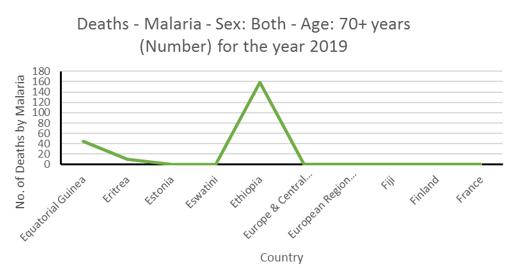 Deaths - Malaria - Sex: Both - Age: 70+ years
(Number) for the year 2019
No. of Deaths by Malaria
180
160
140
120
100
80
60
40
20
0
Equatorial Guinea
Eritrea
Estonia
Eswatini
Ethiopia
Europe & Central...
European Region...
Fiji
Finland
France
Country